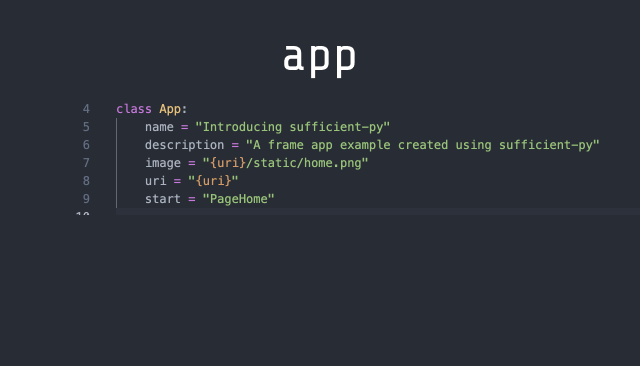 app
4 class App:
5 name = "Introducing sufficient-py"
6 description = "A frame app example created using sufficient-py"
7 image = "{uri}/static/home.png"
8 uri = "{uri}"
9 start = "PageHome"
10